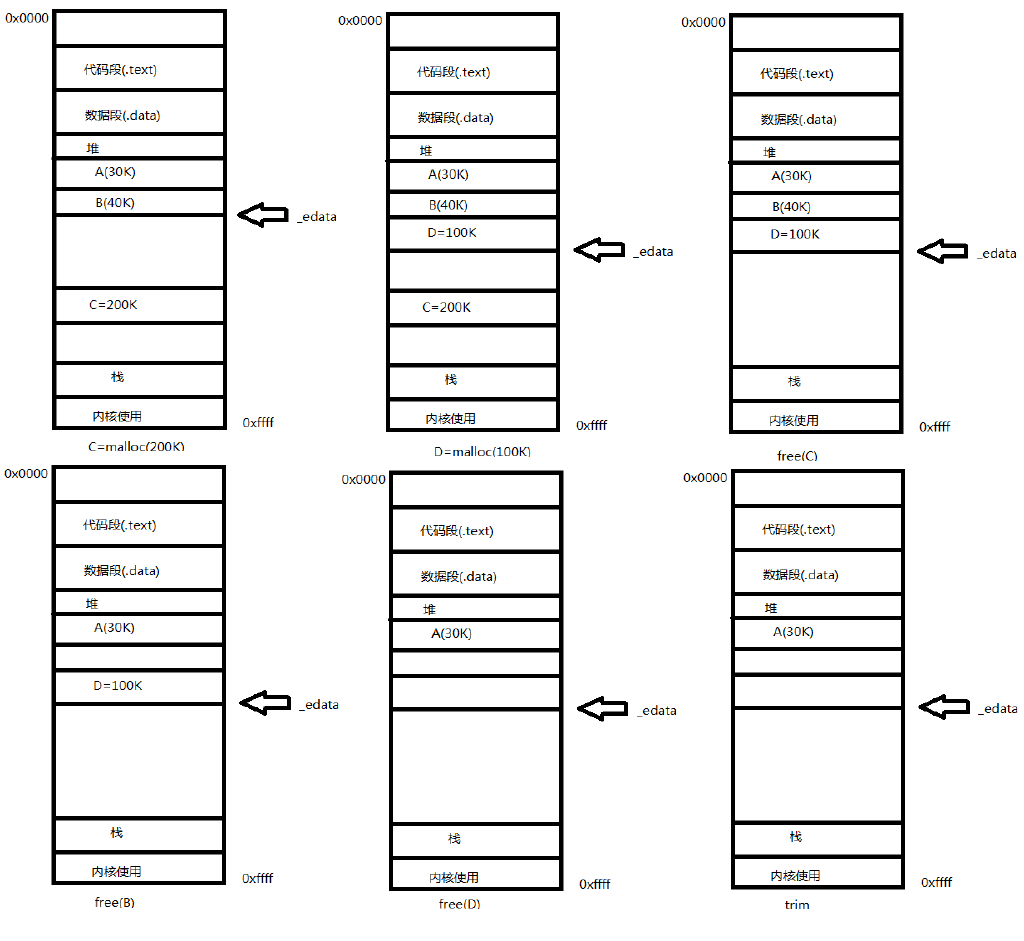 0x0000
代码段(.text)
数据段(.data)
堆
A(30K)
B(40K)
_edata
C=200K
栈
内核使用
0xffff
C=malloc(200K)
0x0000
代码段(.text)
数据段(.data)
堆
A(30K)
B(40K)
D=100K
_edata
C=200K
栈
内核使用
0xffff
D=malloc(100K)
0x0000
代码段(.text)
数据段(.data)
堆
A(30K)
B(40K)
D=100K
_edata
栈
内核使用
0xffff
free(C)
0x0000
代码段(.text)
数据段(.data)
堆
A(30K)
D=100K
_edata
栈
内核使用
0xffff
free(B)
0x0000
代码段(.text)
数据段(.data)
堆
A(30K)
_edata
栈
内核使用
0xffff
free(D)
0x0000
代码段(.text)
数据段(.data)
堆
A(30K)
_edata
栈
内核使用
0xffff
trim